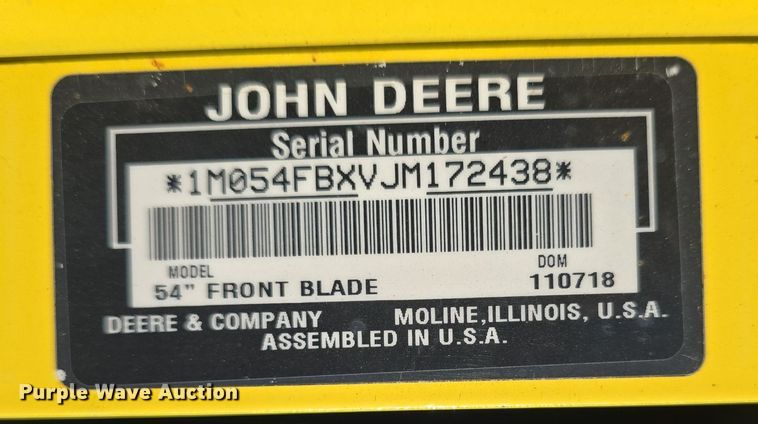 JOHN DEERE
Serial Number
*1M054FBXVJM172438*
MODEL DOM
54" FRONT BLADE 110718
DEERE & COMPANY MOLINE,ILLINOIS, U.S.A.
ASSEMBLED IN U.S.A.
Purple Wave Auction